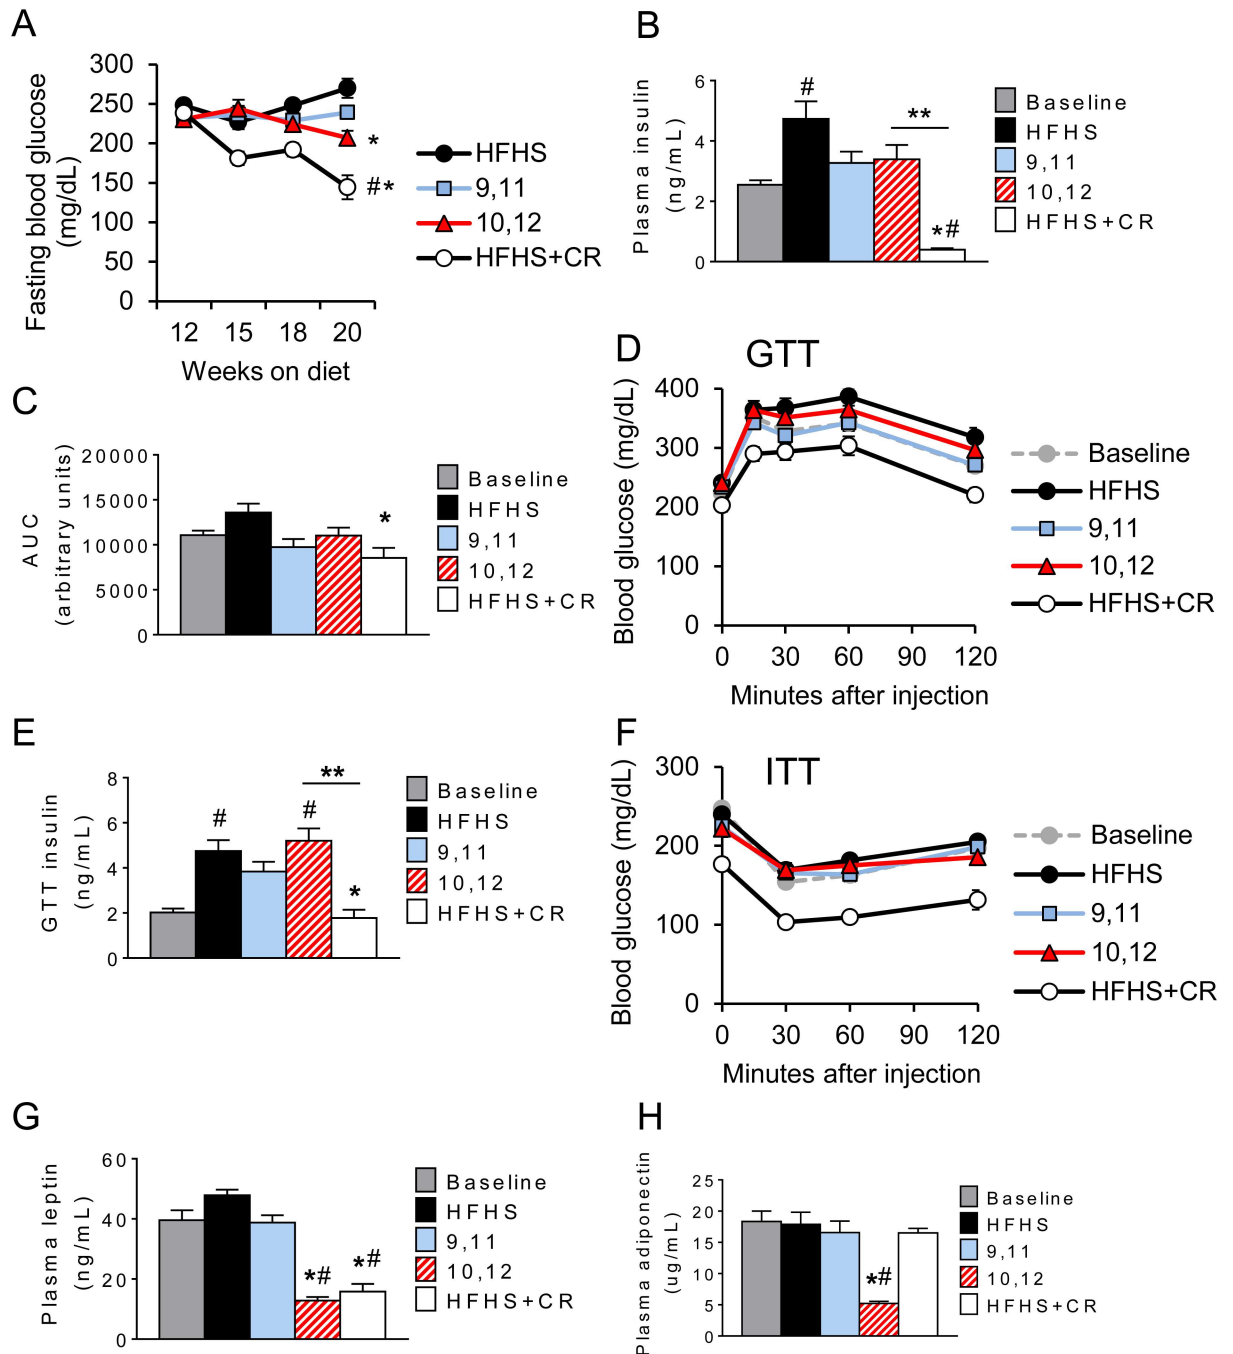 A
Fasting blood glucose
(mg/dL)
300
250
200
150
100
50
0
12 15 18 20
Weeks on diet
*
#*
HFHS
9,11
10,12
HFHS+CR
B
Plasma insulin
(ng/mL)
6
4
2
0
#
**
*#
Baseline
HFHS
9,11
10,12
HFHS+CR
C
AUC
(arbitrary units)
20000
15000
10000
5000
0
*
Baseline
HFHS
9,11
10,12
HFHS+CR
D
GTT
Blood glucose (mg/dL)
400
300
200
100
0
0 30 60 90 120
Minutes after injection
Baseline
HFHS
9,11
10,12
HFHS+CR
E
GTT insulin
(ng/mL)
8
6
4
2
0
#
#
**
*
Baseline
HFHS
9,11
10,12
HFHS+CR
F
ITT
Blood glucose (mg/dL)
300
200
100
0
0 30 60 90 120
Minutes after injection
Baseline
HFHS
9,11
10,12
HFHS+CR
G
Plasma leptin
(ng/mL)
60
40
20
0
*#
*#
Baseline
HFHS
9,11
10,12
HFHS+CR
H
Plasma adiponectin
(ug/mL)
25
20
15
10
5
0
*#
Baseline
HFHS
9,11
10,12
HFHS+CR